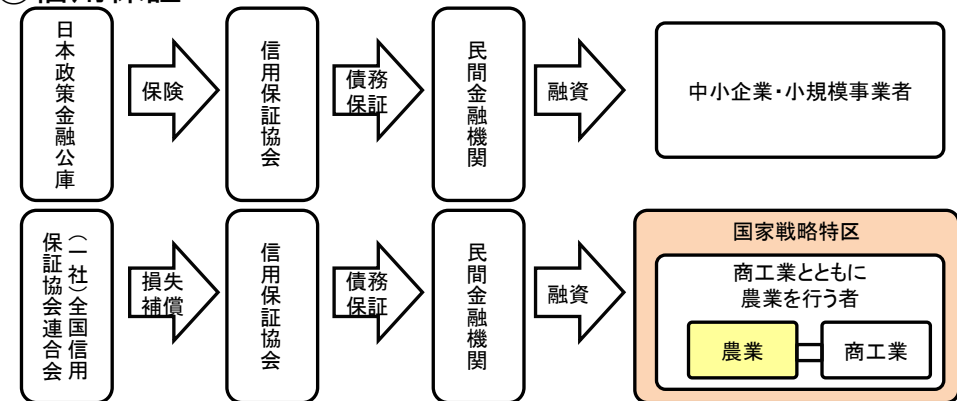 日本政策金融公庫
保険
信用保証協会
債務
保証
民間金融機関
融資
中小企業・小規模事業者
(一社)全国信用
保証協会連合会
損失
補償
信用保証協会
債務
保証
民間金融機関
融資
国家戦略特区
商工業とともに
農業を行う者
農業
商工業